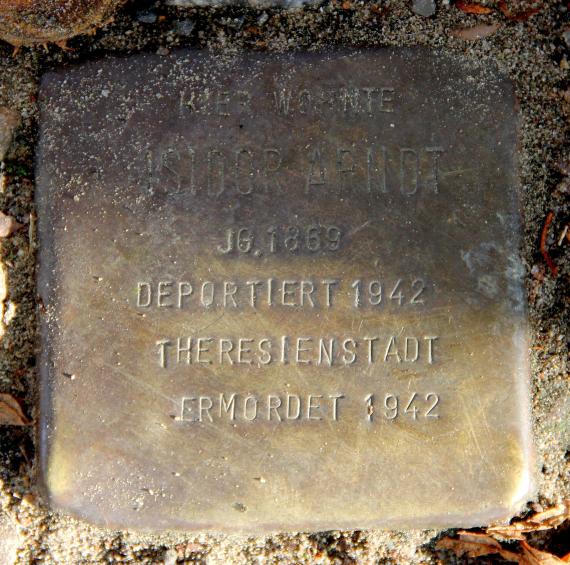 HIER WOHNTE
ISIDOR ARNDT
JG. 1869
DEPORTIERT 1942
THERESIENSTADT
ERMORDET 1942